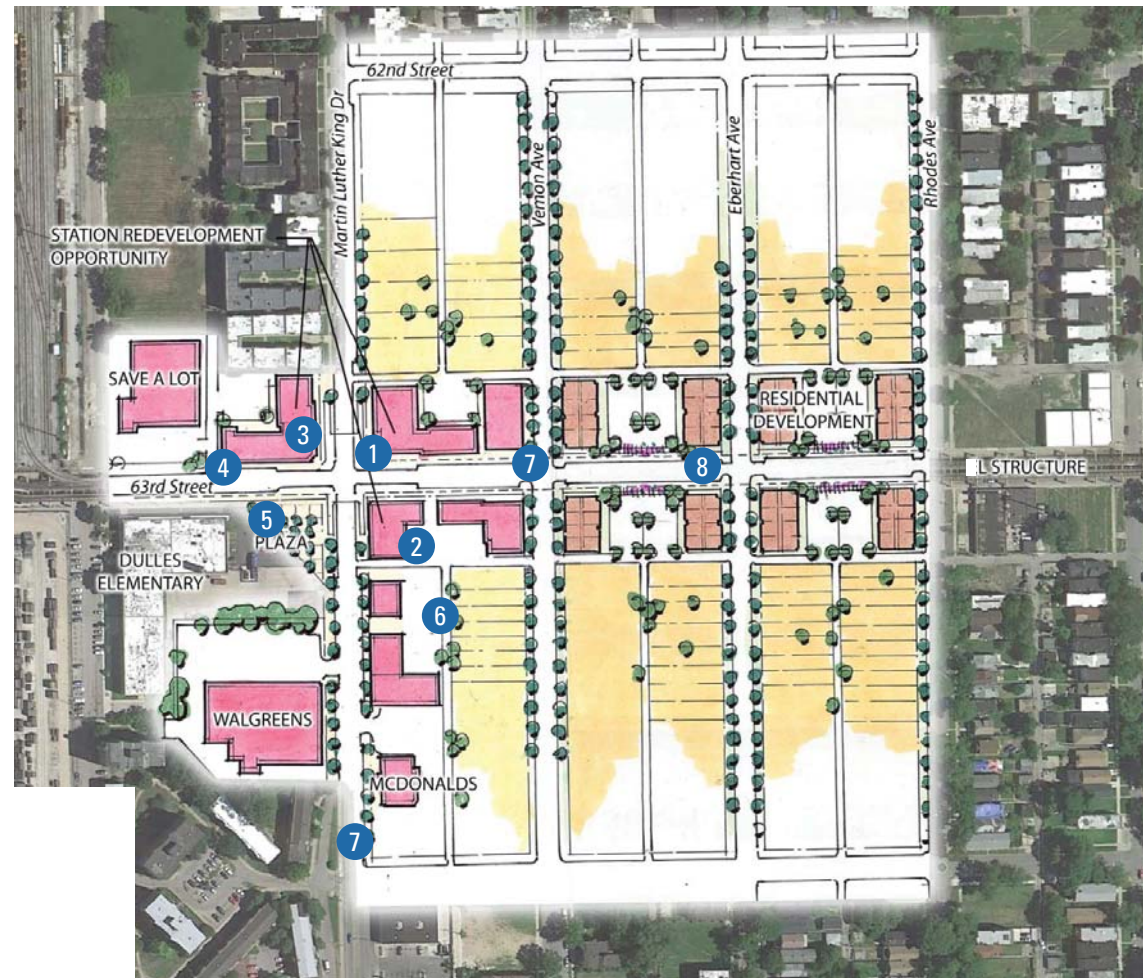 62nd Street
Martin Luther King Dr
Vernon Ave
Eberhart Ave
Rhodes Ave
STATION REDEVELOPMENT
OPPORTUNITY
SAVE A LOT
3
4
1
7
8
RESIDENTIAL
DEVELOPMENT
L STRUCTURE
63rd Street
5
PLAZA
2
DULLES
ELEMENTARY
6
WALGREENS
MCDONALDS
7